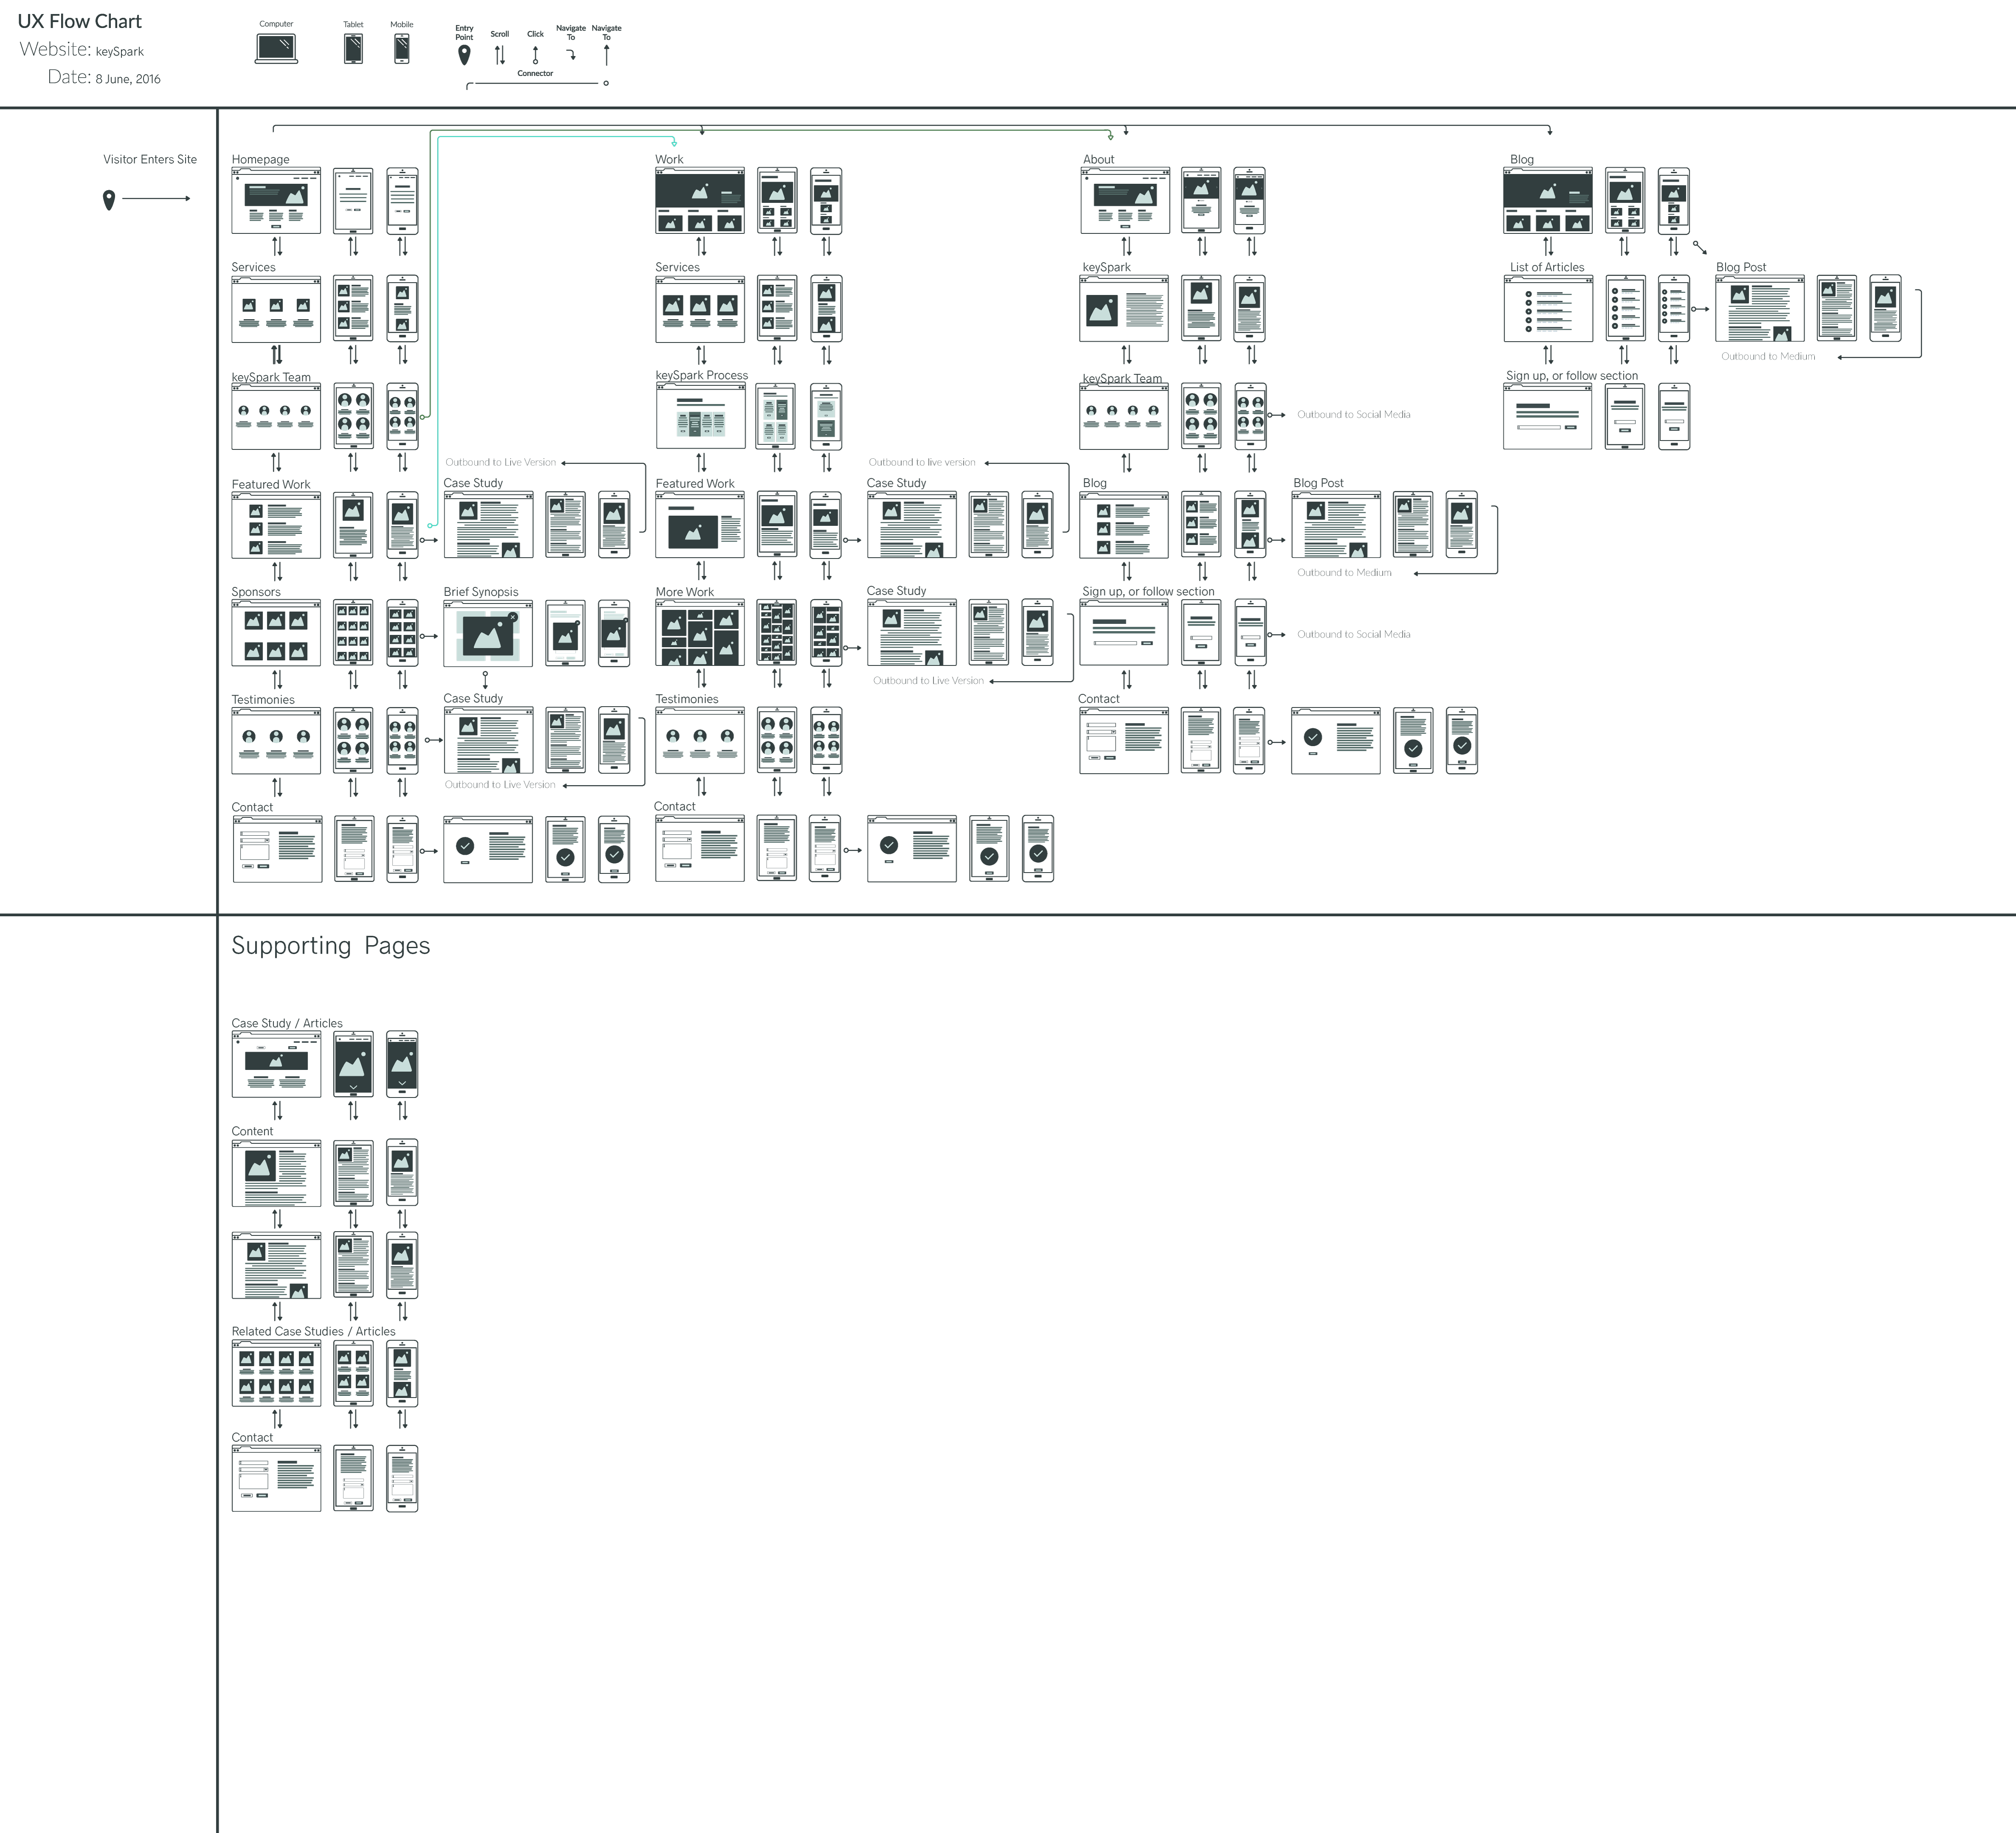 UX Flow Chart
Website: keySpark
Date: 8 June, 2016
Computer
Tablet
Mobile
Entry
Point
Scroll
Click
Navigate
To
Navigate
To
Connector
Visitor Enters Site
Homepage
Work
About
Blog
Services
Services
keySpark
List of Articles
Blog Post
Outbound to Medium
keySpark Team
keySpark Process
keySpark Team
Sign up, or follow section
Outbound to Social Media
Outbound to Live Version
Outbound to live version
Featured Work
Case Study
Featured Work
Case Study
Blog
Blog Post
Outbound to Medium
Sponsors
Brief Synopsis
More Work
Case Study
Sign up, or follow section
Outbound to Social Media
Outbound to Live Version
Testimonies
Case Study
Testimonies
Contact
Outbound to Live Version
Contact
Contact
Supporting Pages
Case Study / Articles
Content
Related Case Studies / Articles
Contact